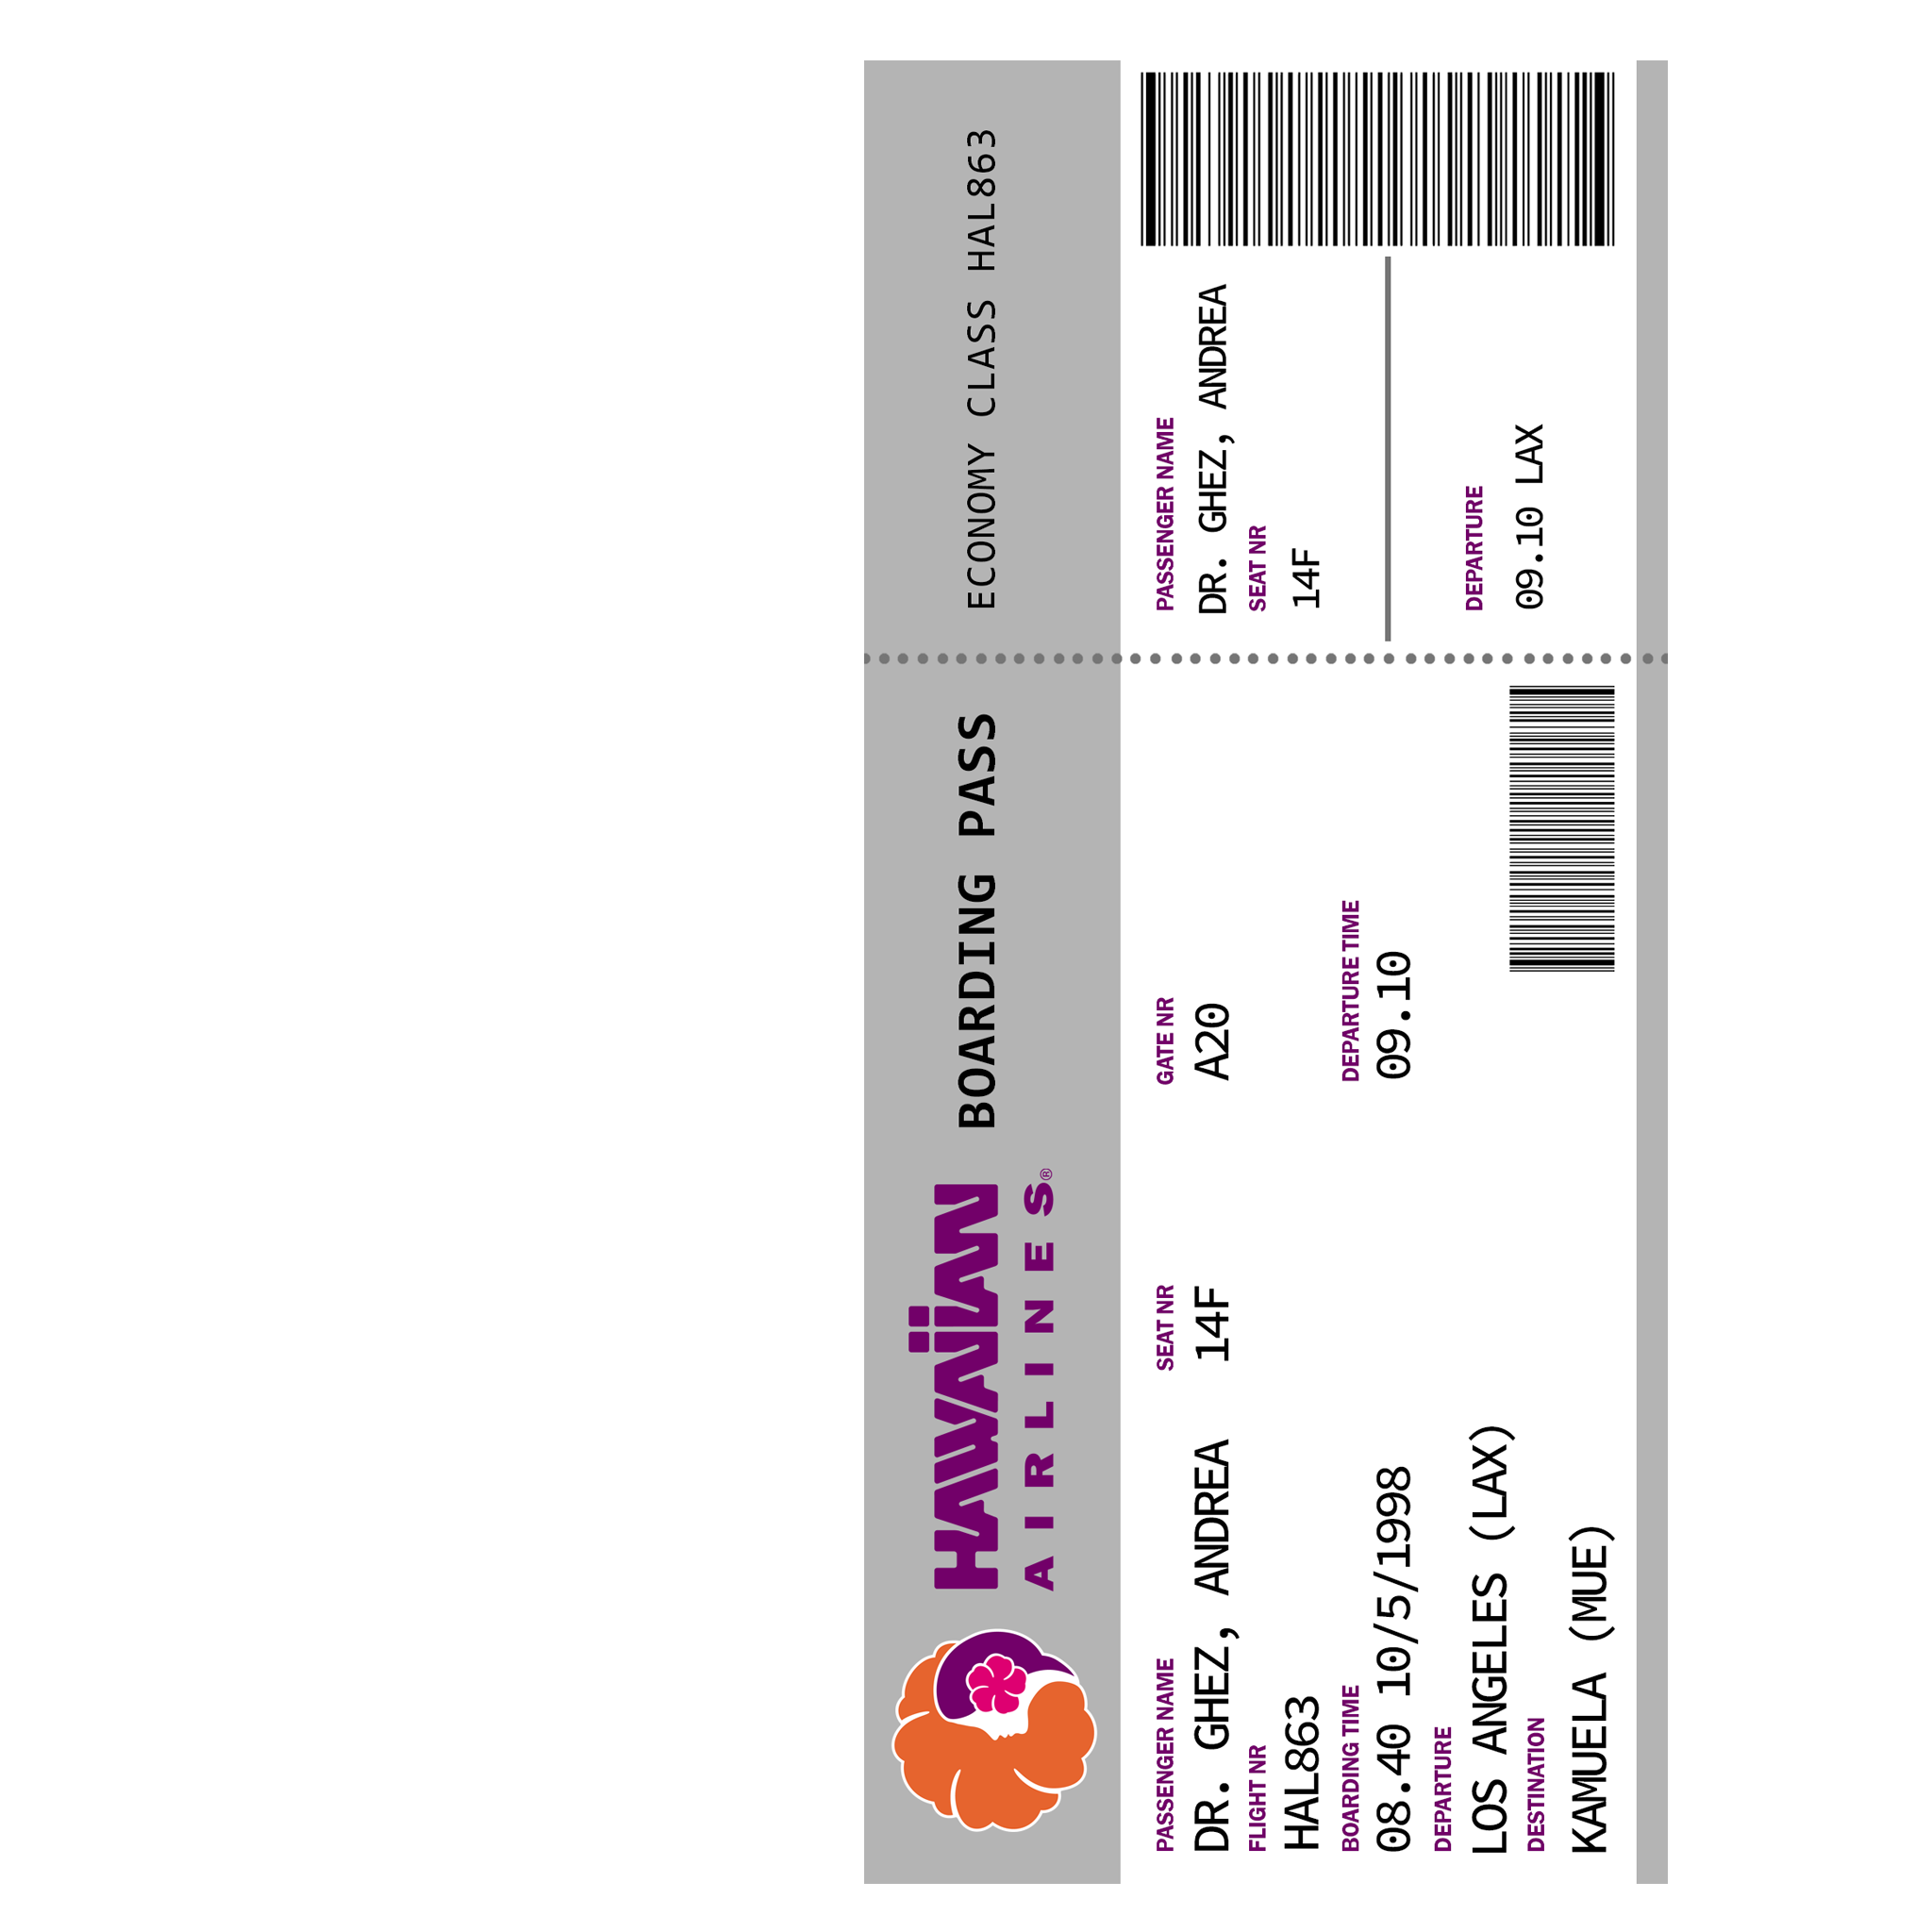 HAWAIIAN
AIRLINES®
BOARDING PASS
ECONOMY CLASS HAL863
PASSENGER NAME
DR. GHEZ, ANDREA
SEAT NR
14F
GATE NR
A20
FLIGHT NR
HAL863
BOARDING TIME
08.40 10/5/1998
DEPARTURE TIME
09.10
DEPARTURE
LOS ANGELES (LAX)
DESTINATION
KAMUELA (MUE)
PASSENGER NAME
DR. GHEZ, ANDREA
SEAT NR
14F
DEPARTURE
09.10 LAX